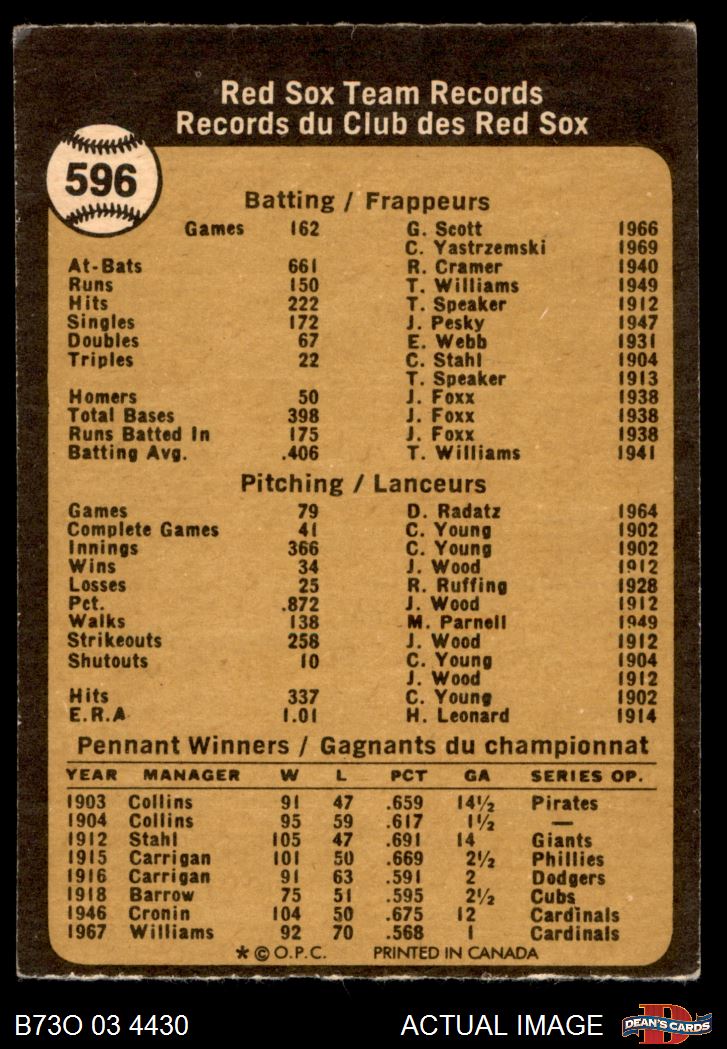 Red Sox Team Records
Records du Club des Red Sox
596
Batting / Frappeurs
Games 162 G. Scott 1966
C. Yastrzemski 1969
At-Bats 661 R. Cramer 1940
Runs 150 T. Williams 1949
Hits 222 T. Speaker 1912
Singles 172 J. Pesky 1947
Doubles 67 E. Webb 1931
Triples 22 C. Stahl 1904
T. Speaker 1913
Homers 50 J. Foxx 1938
Total Bases 398 J. Foxx 1938
Runs Batted In 175 J. Foxx 1938
Batting Avg. .406 T. Williams 1941
Pitching / Lanceurs
Games 79 D. Radatz 1964
Complete Games 41 C. Young 1902
Innings 366 C. Young 1902
Wins 34 J. Wood 1912
Losses 25 R. Ruffing 1928
Pct. .872 J. Wood 1912
Walks 138 M. Parnell 1949
Strikeouts 258 J. Wood 1912
Shutouts 10 C. Young 1904
J. Wood 1912
Hits 337 C. Young 1902
E.R.A 1.01 H. Leonard 1914
Pennant Winners / Gagnants du championnat
YEAR MANAGER W L PCT GA SERIES OP.
1903 Collins 91 47 .659 14½ Pirates
1904 Collins 95 59 .617 1½ —
1912 Stahl 105 47 .691 14 Giants
1915 Carrigan 101 50 .669 2½ Phillies
1916 Carrigan 91 63 .591 2 Dodgers
1918 Barrow 75 51 .595 2½ Cubs
1946 Cronin 104 50 .675 12 Cardinals
1967 Williams 92 70 .568 1 Cardinals
* © O.P.C. PRINTED IN CANADA
B73O 03 4430 ACTUAL IMAGE DEAN'S CARDS